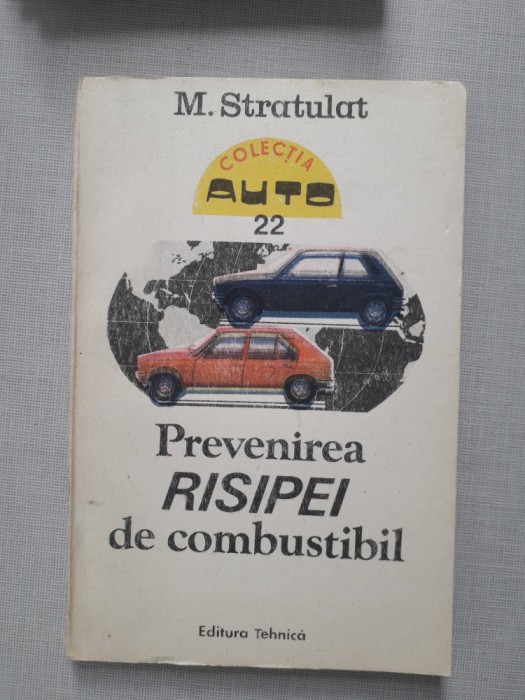 M. Stratulat
COLECȚIA
AUTO
22
Prevenirea
RISIPEI
de combustibil
Editura Tehnică